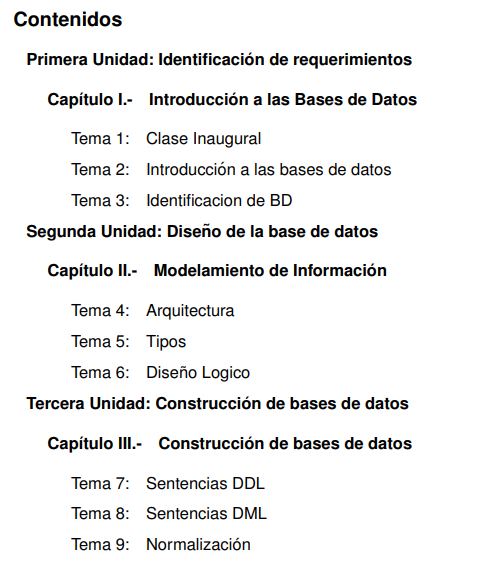 Contenidos
Primera Unidad: Identificación de requerimientos
Capítulo I.- Introducción a las Bases de Datos
Tema 1: Clase Inaugural
Tema 2: Introducción a las bases de datos
Tema 3: Identificacion de BD
Segunda Unidad: Diseño de la base de datos
Capítulo II.- Modelamiento de Información
Tema 4: Arquitectura
Tema 5: Tipos
Tema 6: Diseño Logico
Tercera Unidad: Construcción de bases de datos
Capítulo III.- Construcción de bases de datos
Tema 7: Sentencias DDL
Tema 8: Sentencias DML
Tema 9: Normalización